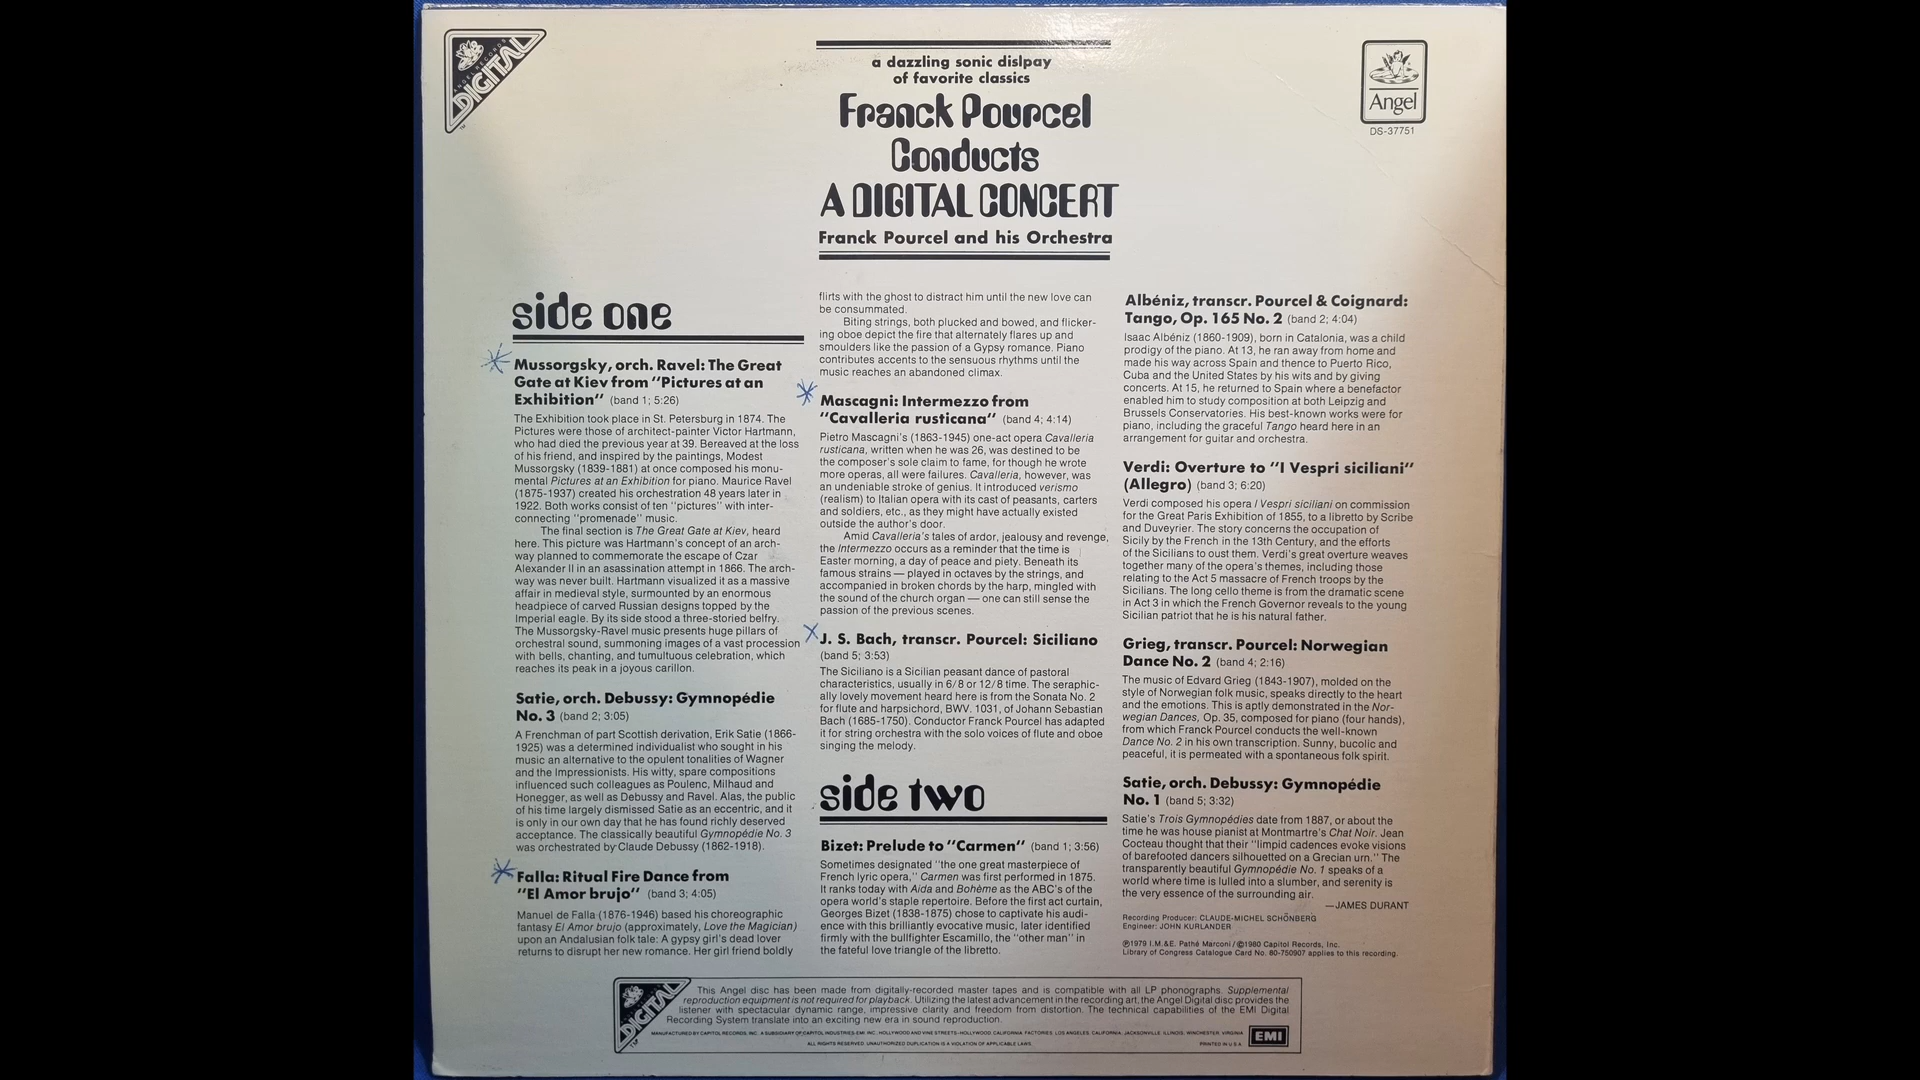 ANGEL RECORDS
DIGITAL
TM
a dazzling sonic dislpay
of favorite classics
Franck Pourcel
Conducts
A DIGITAL CONCERT
Franck Pourcel and his Orchestra
Angel
DS-37751
side one
Mussorgsky, orch. Ravel: The Great
Gate at Kiev from "Pictures at an
Exhibition" (band 1; 5:26)
The Exhibition took place in St. Petersburg in 1874. The
Pictures were those of architect-painter Victor Hartmann,
who had died the previous year at 39. Bereaved at the loss
of his friend, and inspired by the paintings, Modest
Mussorgsky (1839-1881) at once composed his monu-
mental Pictures at an Exhibition for piano. Maurice Ravel
(1875-1937) created his orchestration 48 years later in
1922. Both works consist of ten "pictures" with inter-
connecting "promenade" music.
The final section is The Great Gate at Kiev, heard
here. This picture was Hartmann's concept of an arch-
way planned to commemorate the escape of Czar
Alexander II in an asassination attempt in 1866. The arch-
way was never built. Hartmann visualized it as a massive
affair in medieval style, surmounted by an enormous
headpiece of carved Russian designs topped by the
Imperial eagle. By its side stood a three-storied belfry.
The Mussorgsky-Ravel music presents huge pillars of
orchestral sound, summoning images of a vast procession
with bells, chanting, and tumultuous celebration, which
reaches its peak in a joyous carillon.
Satie, orch. Debussy: Gymnopédie
No. 3 (band 2; 3:05)
A Frenchman of part Scottish derivation, Erik Satie (1866-
1925) was a determined individualist who sought in his
music an alternative to the opulent tonalities of Wagner
and the Impressionists. His witty, spare compositions
influenced such colleagues as Poulenc, Milhaud and
Honegger, as well as Debussy and Ravel. Alas, the public
of his time largely dismissed Satie as an eccentric, and it
is only in our own day that he has found richly deserved
acceptance. The classically beautiful Gymnopédie No. 3
was orchestrated by Claude Debussy (1862-1918).
Falla: Ritual Fire Dance from
"El Amor brujo" (band 3; 4:05)
Manuel de Falla (1876-1946) based his choreographic
fantasy El Amor brujo (approximately, Love the Magician)
upon an Andalusian folk tale: A gypsy girl's dead lover
returns to disrupt her new romance. Her girl friend boldly
flirts with the ghost to distract him until the new love can
be consummated.
Biting strings, both plucked and bowed, and flicker-
ing oboe depict the fire that alternately flares up and
smoulders like the passion of a Gypsy romance. Piano
contributes accents to the sensuous rhythms until the
music reaches an abandoned climax.
Mascagni: Intermezzo from
"Cavalleria rusticana" (band 4; 4:14)
Pietro Mascagni's (1863-1945) one-act opera Cavalleria
rusticana, written when he was 26, was destined to be
the composer's sole claim to fame, for though he wrote
more operas, all were failures. Cavalleria, however, was
an undeniable stroke of genius. It introduced verismo
(realism) to Italian opera with its cast of peasants, carters
and soldiers, etc., as they might have actually existed
outside the author's door.
Amid Cavalleria's tales of ardor, jealousy and revenge,
the Intermezzo occurs as a reminder that the time is
Easter morning, a day of peace and piety. Beneath its
famous strains — played in octaves by the strings, and
accompanied in broken chords by the harp, mingled with
the sound of the church organ — one can still sense the
passion of the previous scenes.
J. S. Bach, transcr. Pourcel: Siciliano
(band 5; 3:53)
The Siciliano is a Sicilian peasant dance of pastoral
characteristics, usually in 6/8 or 12/8 time. The seraphic-
ally lovely movement heard here is from the Sonata No. 2
for flute and harpsichord, BWV. 1031, of Johann Sebastian
Bach (1685-1750). Conductor Franck Pourcel has adapted
it for string orchestra with the solo voices of flute and oboe
singing the melody.
side two
Bizet: Prelude to "Carmen" (band 1; 3:56)
Sometimes designated "the one great masterpiece of
French lyric opera," Carmen was first performed in 1875.
It ranks today with Aida and Bohème as the ABC's of the
opera world's staple repertoire. Before the first act curtain,
Georges Bizet (1838-1875) chose to captivate his audi-
ence with this brilliantly evocative music, later identified
firmly with the bullfighter Escamillo, the "other man" in
the fateful love triangle of the libretto.
Albéniz, transcr. Pourcel & Coignard:
Tango, Op. 165 No. 2 (band 2; 4:04)
Isaac Albéniz (1860-1909), born in Catalonia, was a child
prodigy of the piano. At 13, he ran away from home and
made his way across Spain and thence to Puerto Rico,
Cuba and the United States by his wits and by giving
concerts. At 15, he returned to Spain where a benefactor
enabled him to study composition at both Leipzig and
Brussels Conservatories. His best-known works were for
piano, including the graceful Tango heard here in an
arrangement for guitar and orchestra.
Verdi: Overture to "I Vespri siciliani"
(Allegro) (band 3; 6:20)
Verdi composed his opera I Vespri siciliani on commission
for the Great Paris Exhibition of 1855, to a libretto by Scribe
and Duveyrier. The story concerns the occupation of
Sicily by the French in the 13th Century, and the efforts
of the Sicilians to oust them. Verdi's great overture weaves
together many of the opera's themes, including those
relating to the Act 5 massacre of French troops by the
Sicilians. The long cello theme is from the dramatic scene
in Act 3 in which the French Governor reveals to the young
Sicilian patriot that he is his natural father.
Grieg, transcr. Pourcel: Norwegian
Dance No. 2 (band 4; 2:16)
The music of Edvard Grieg (1843-1907), molded on the
style of Norwegian folk music, speaks directly to the heart
and the emotions. This is aptly demonstrated in the Nor-
wegian Dances, Op. 35, composed for piano (four hands),
from which Franck Pourcel conducts the well-known
Dance No. 2 in his own transcription. Sunny, bucolic and
peaceful, it is permeated with a spontaneous folk spirit.
Satie, orch. Debussy: Gymnopédie
No. 1 (band 5; 3:32)
Satie's Trois Gymnopédies date from 1887, or about the
time he was house pianist at Montmartre's Chat Noir. Jean
Cocteau thought that their "limpid cadences evoke visions
of barefooted dancers silhouetted on a Grecian urn." The
transparently beautiful Gymnopédie No. 1 speaks of a
world where time is lulled into a slumber, and serenity is
the very essence of the surrounding air.
—JAMES DURANT
Recording Producer: CLAUDE-MICHEL SCHÖNBERG
Engineer: JOHN KURLANDER
℗1979 I.M.&E. Pathé Marconi/©1980 Capitol Records, Inc.
Library of Congress Catalogue Card No. 80-750907 applies to this recording.
DIGITAL
TM
This Angel disc has been made from digitally-recorded master tapes and is compatible with all LP phonographs. Supplemental
reproduction equipment is not required for playback. Utilizing the latest advancement in the recording art, the Angel Digital disc provides the
listener with spectacular dynamic range, impressive clarity and freedom from distortion. The technical capabilities of the EMI Digital
Recording System translate into an exciting new era in sound reproduction.
MANUFACTURED BY CAPITOL RECORDS, INC. A SUBSIDIARY OF CAPITOL INDUSTRIES-EMI, INC., HOLLYWOOD AND VINE STREETS-HOLLYWOOD, CALIFORNIA. FACTORIES: LOS ANGELES, CALIFORNIA; JACKSONVILLE, ILLINOIS; WINCHESTER, VIRGINIA
ALL RIGHTS RESERVED. UNAUTHORIZED DUPLICATION IS A VIOLATION OF APPLICABLE LAWS.
PRINTED IN U.S.A.
EMI